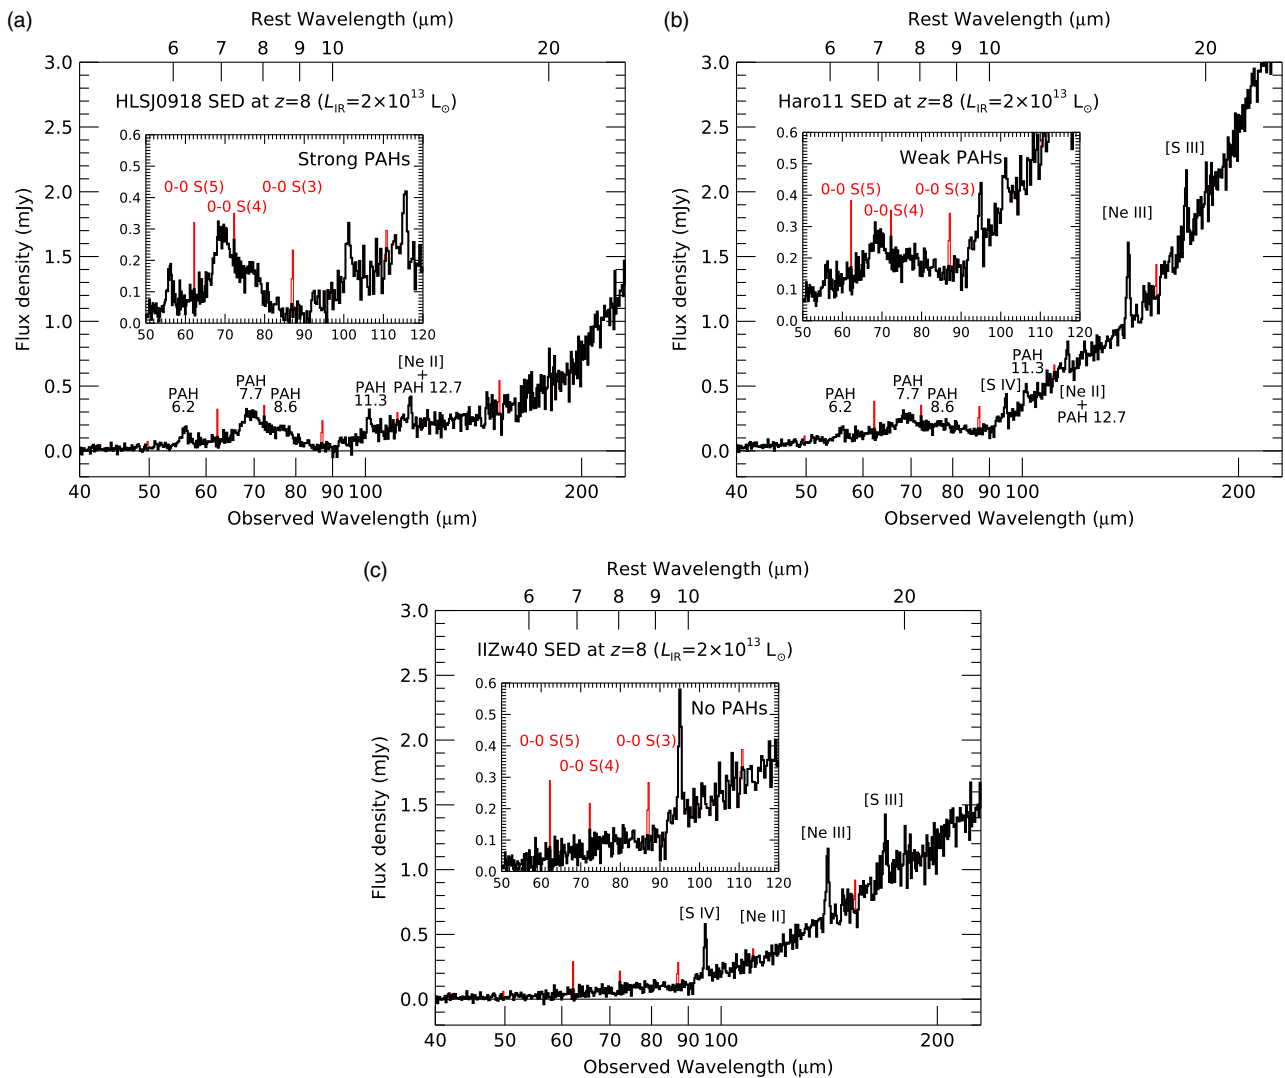 (a)
Rest Wavelength (μm)
6 7 8 9 10 20
3.0
2.5
2.0
1.5
1.0
0.5
0.0
Flux density (mJy)
HLSJ0918 SED at z=8 (L_IR=2×10^13 L_⊙)
0.6
0.5
0.4
0.3
0.2
0.1
0.0
Strong PAHs
0-0 S(5)
0-0 S(3)
0-0 S(4)
50 60 70 80 90 100 110 120
PAH
6.2
PAH
7.7
PAH
8.6
PAH
11.3
[Ne II]
+
PAH 12.7
40 50 60 70 80 90 100 200
Observed Wavelength (μm)
(b)
Rest Wavelength (μm)
6 7 8 9 10 20
3.0
2.5
2.0
1.5
1.0
0.5
0.0
Flux density (mJy)
Haro11 SED at z=8 (L_IR=2×10^13 L_⊙)
0.6
0.5
0.4
0.3
0.2
0.1
0.0
Weak PAHs
0-0 S(5)
0-0 S(3)
0-0 S(4)
50 60 70 80 90 100 110 120
[S III]
[Ne III]
PAH
6.2
PAH
7.7
PAH
8.6
[S IV]
PAH
11.3
[Ne II]
+
PAH 12.7
40 50 60 70 80 90 100 200
Observed Wavelength (μm)
(c)
Rest Wavelength (μm)
6 7 8 9 10 20
3.0
2.5
2.0
1.5
1.0
0.5
0.0
Flux density (mJy)
IIZw40 SED at z=8 (L_IR=2×10^13 L_⊙)
0.6
0.5
0.4
0.3
0.2
0.1
0.0
No PAHs
0-0 S(5)
0-0 S(3)
0-0 S(4)
50 60 70 80 90 100 110 120
[S III]
[Ne III]
[S IV]
[Ne II]
40 50 60 70 80 90 100 200
Observed Wavelength (μm)